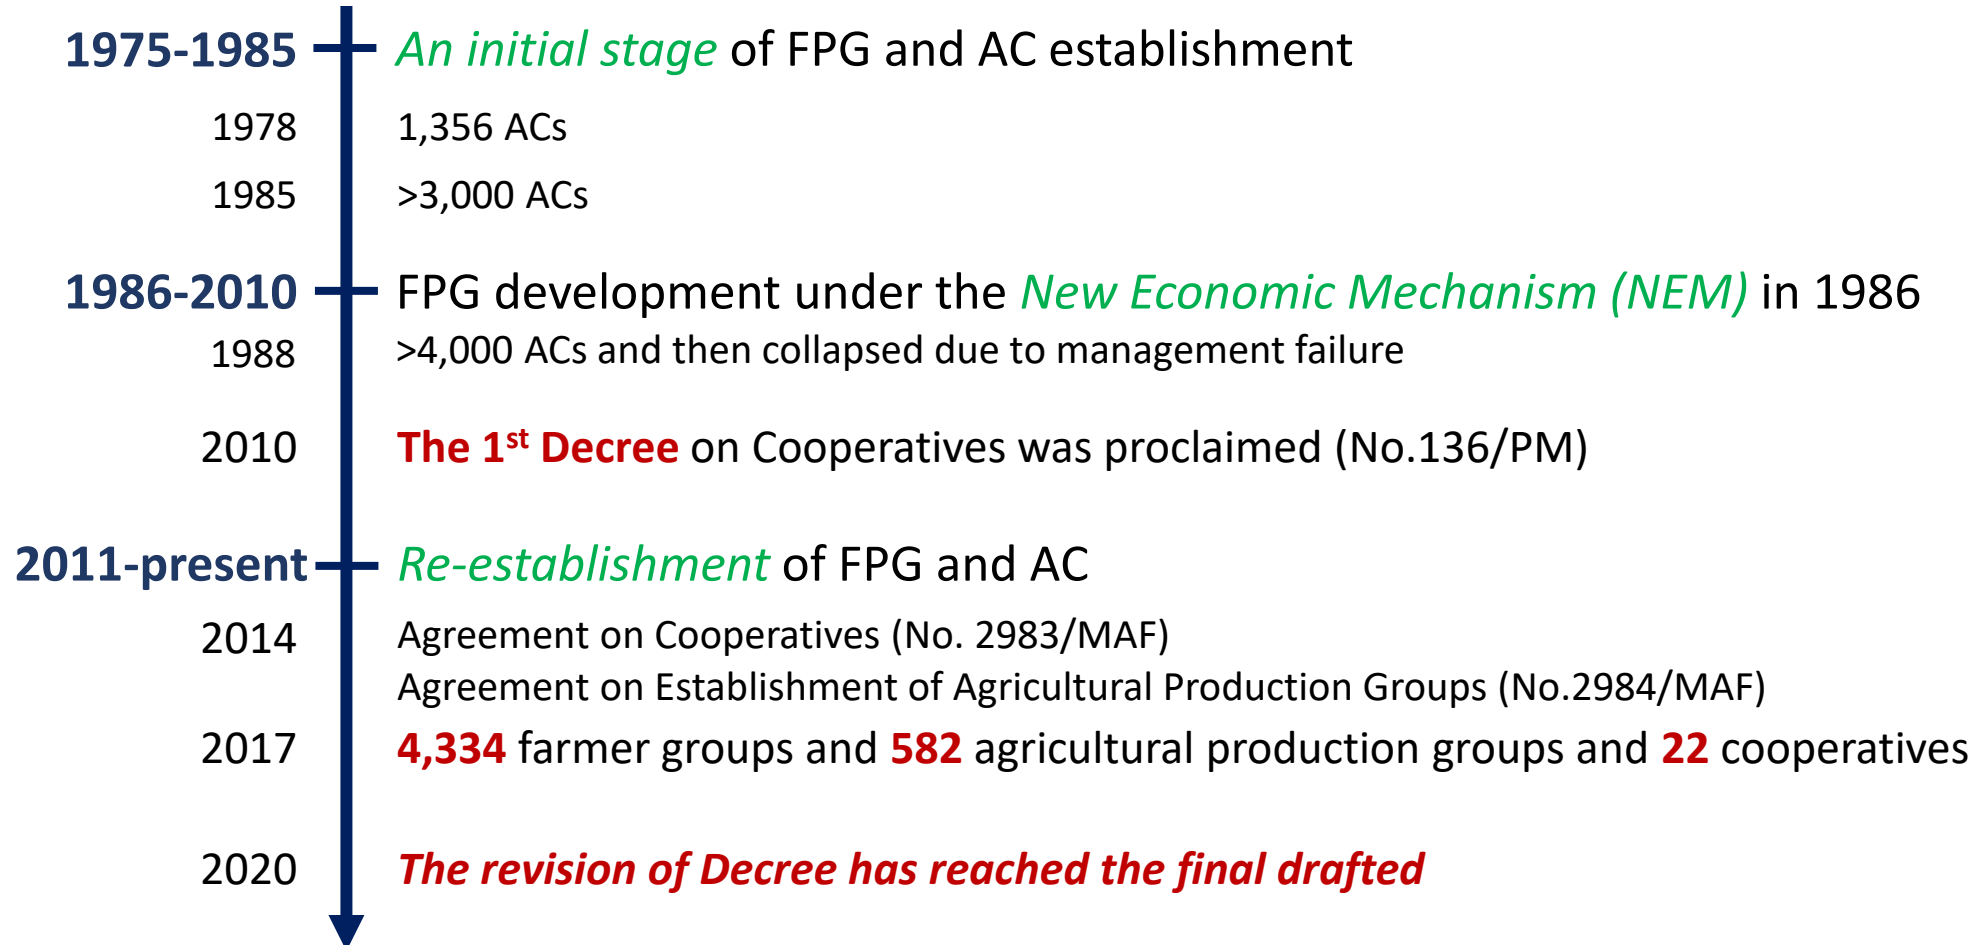 1975-1985 An initial stage of FPG and AC establishment
1978 1,356 ACs
1985 >3,000 ACs
1986-2010 FPG development under the New Economic Mechanism (NEM) in 1986
1988 >4,000 ACs and then collapsed due to management failure
2010 The 1st Decree on Cooperatives was proclaimed (No.136/PM)
2011-present Re-establishment of FPG and AC
2014 Agreement on Cooperatives (No. 2983/MAF)
Agreement on Establishment of Agricultural Production Groups (No.2984/MAF)
2017 4,334 farmer groups and 582 agricultural production groups and 22 cooperatives
2020 The revision of Decree has reached the final drafted